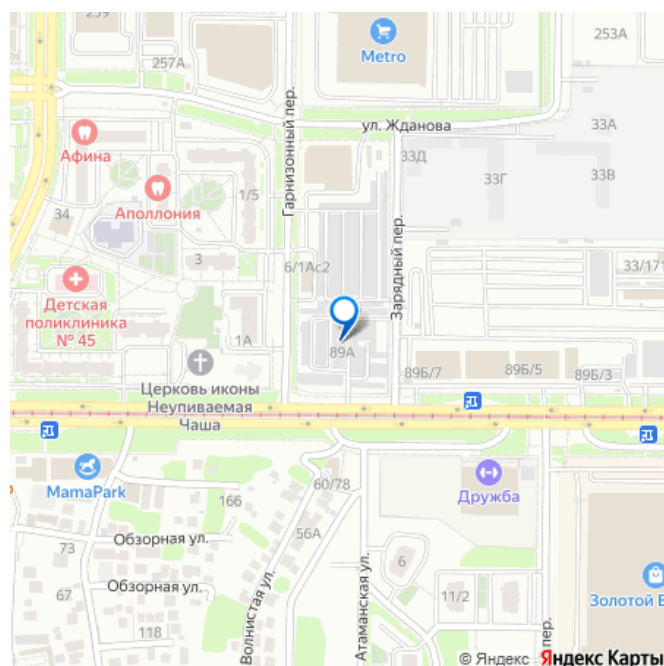 253А
Metro
257А
Гарнизонный пер.
ул. Жданова
33А
Афина
33Д
33Г
33В
Аполлония
1/5
34
3
6/1Ас2
Зарядный пер.
33/171
Детская
поликлиника
№ 45
1А
89А
89Б/7
89Б/5
89Б/3
Церковь иконы
Неупиваемая
Чаша
MamaPark
166
60/78
Дружба
73
Обзорная ул.
56А
6
Обзорная ул.
67
Волнистая ул.
Атаманская ул.
11/2
Золотой
118
пер.
© Яндекс
Яндекс Карты